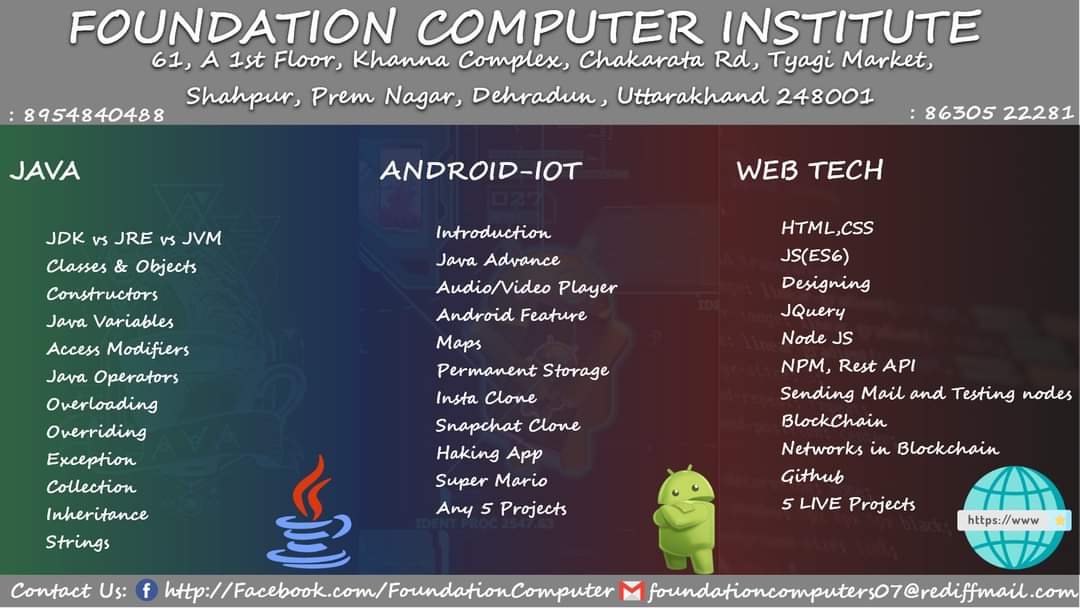 FOUNDATION COMPUTER INSTITUTE
61, A 1st Floor, Khanna Complex, Chakarata Rd, Tyagi Market,
Shahpur, Prem Nagar, Dehradun, Uttarakhand 248001
: 8954840488
: 86305 22281
JAVA
JDK vs JRE vs JVM
Classes & Objects
Constructors
Java Variables
Access Modifiers
Java Operators
Overloading
Overriding
Exception
Collection
Inheritance
Strings
ANDROID-IOT
Introduction
Java Advance
Audio/Video Player
Android Feature
Maps
Permanent Storage
Insta Clone
Snapchat Clone
Haking App
Super Mario
Any 5 Projects
027
IDENT PROC 2547.63
WEB TECH
HTML,CSS
JS(ES6)
Designing
JQuery
Node JS
NPM, Rest API
Sending Mail and Testing nodes
BlockChain
Networks in Blockchain
Github
5 LIVE Projects
https://www
Contact Us: http://Facebook.com/FoundationComputer foundationcomputers07@rediffmail.com